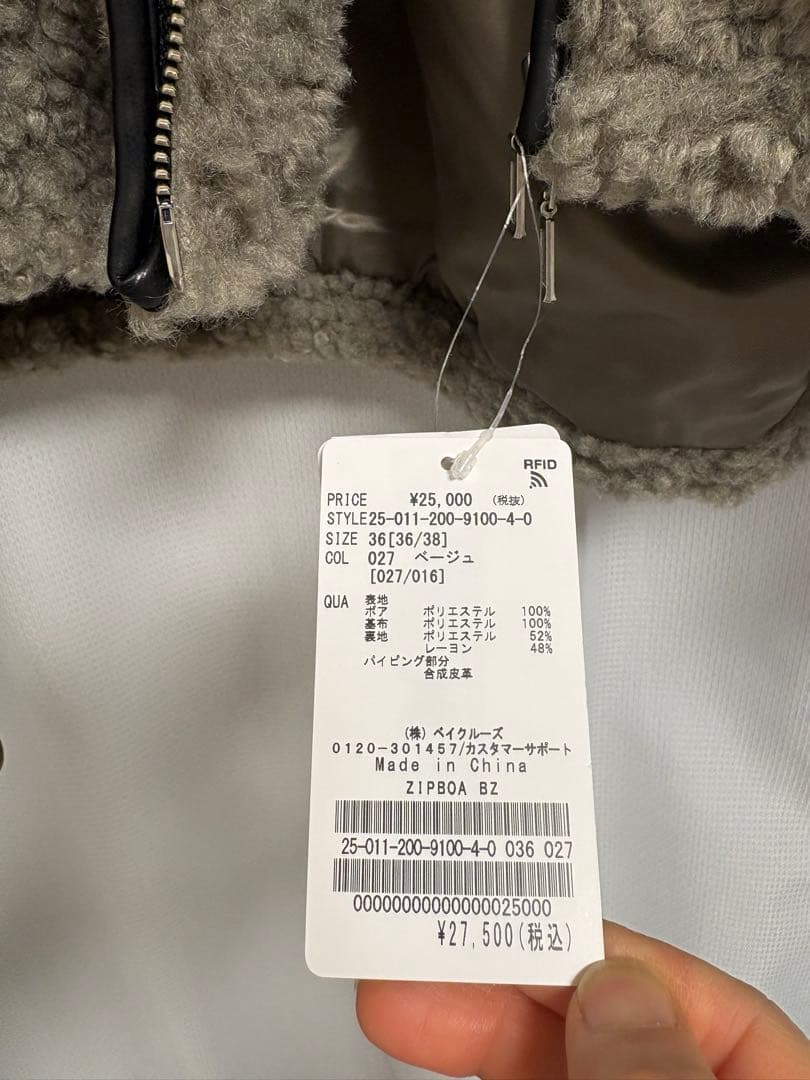 RFID
PRICE ¥25,000 (税抜)
STYLE25-011-200-9100-4-0
SIZE 36[36/38]
COL 027 ベージュ
[027/016]
QUA 表地
ボア ポリエステル 100%
基布 ポリエステル 100%
裏地 ポリエステル 52%
レーヨン 48%
パイピング部分
合成皮革
(株) ベイクルーズ
0120-301457/カスタマーサポート
Made in China
ZIPBOA BZ
25-011-200-9100-4-0 036 027
00000000000000025000
¥27,500(税込)